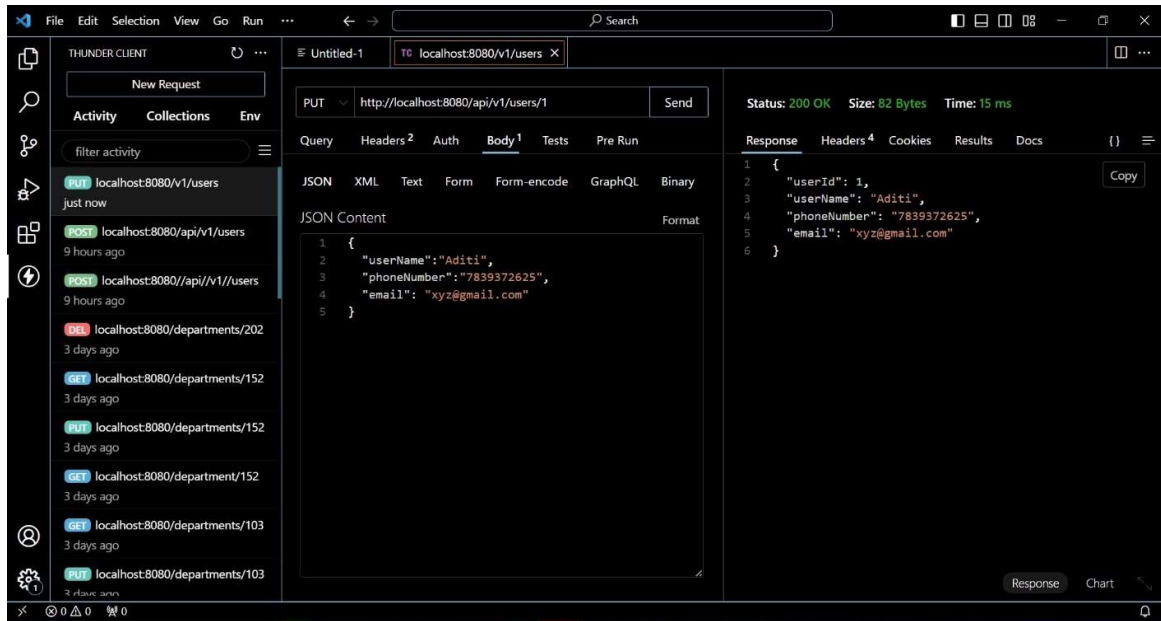 File Edit Selection View Go Run ··· Search
THUNDER CLIENT ···
New Request
Activity Collections Env
filter activity
PUT localhost:8080/v1/users
just now
POST localhost:8080/api/v1/users
9 hours ago
POST localhost:8080//api//v1//users
9 hours ago
DEL localhost:8080/departments/202
3 days ago
GET localhost:8080/departments/152
3 days ago
PUT localhost:8080/departments/152
3 days ago
GET localhost:8080/department/152
3 days ago
GET localhost:8080/departments/103
3 days ago
PUT localhost:8080/departments/103
3 days ago
Untitled-1 TC localhost:8080/v1/users ···
PUT http://localhost:8080/api/v1/users/1 Send
Query Headers 2 Auth Body 1 Tests Pre Run
JSON XML Text Form Form-encode GraphQL Binary
JSON Content Format
1 {
2 "userName":"Aditi",
3 "phoneNumber":"7839372625",
4 "email": "xyz@gmail.com"
5 }
Status: 200 OK Size: 82 Bytes Time: 15 ms
Response Headers 4 Cookies Results Docs {}
1 {
2 "userId": 1,
3 "userName": "Aditi",
4 "phoneNumber": "7839372625",
5 "email": "xyz@gmail.com"
6 }
Copy
Response Chart
1
0 0 0